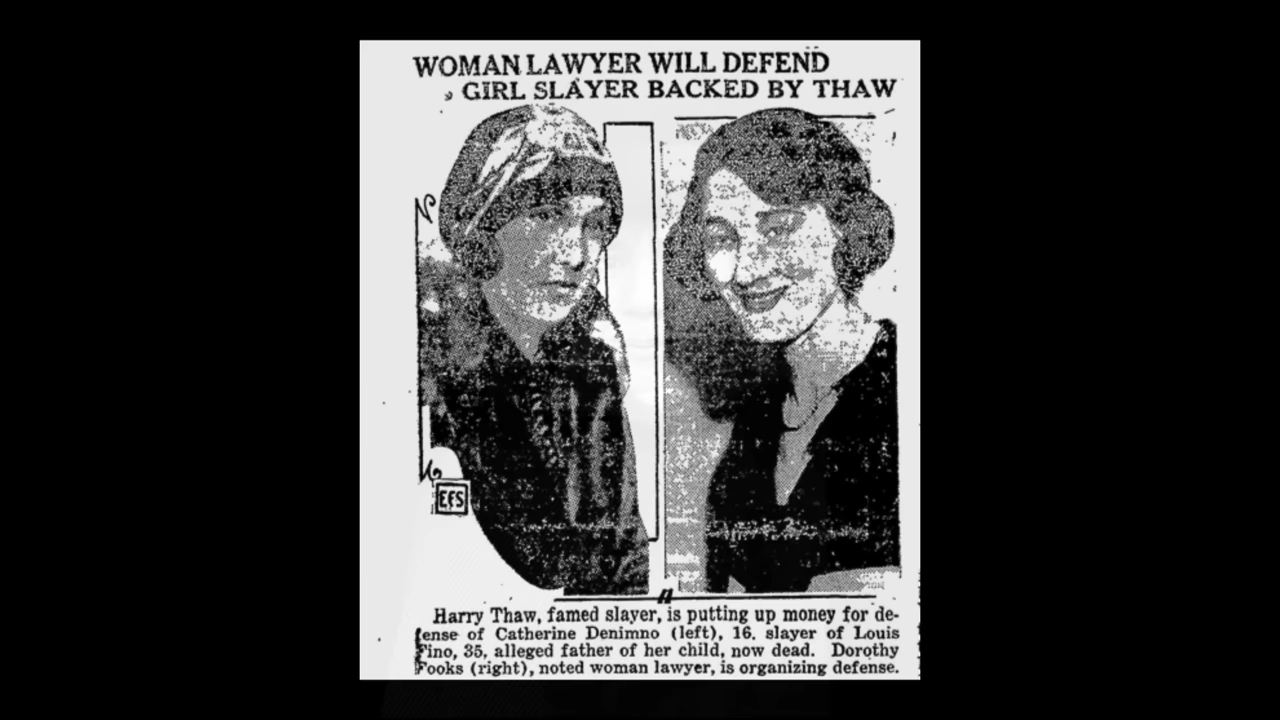 WOMAN LAWYER WILL DEFEND
GIRL SLAYER BACKED BY THAW
EFS
Harry Thaw, famed slayer, is putting up money for de-
fense of Catherine Denimno (left), 16, slayer of Louis
Fino, 35, alleged father of her child, now dead. Dorothy
Fooks (right), noted woman lawyer, is organizing defense.